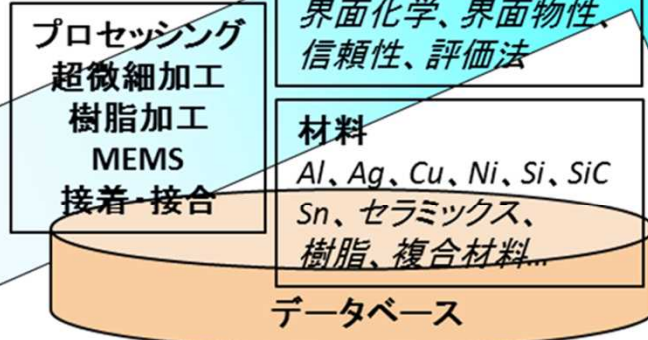 プロセッシング
超微細加工
樹脂加工
MEMS
接着・接合
界面化学、界面物性、
信頼性、評価法
材料
Al、Ag、Cu、Ni、Si、SiC
Sn、セラミックス、
樹脂、複合材料…
データベース